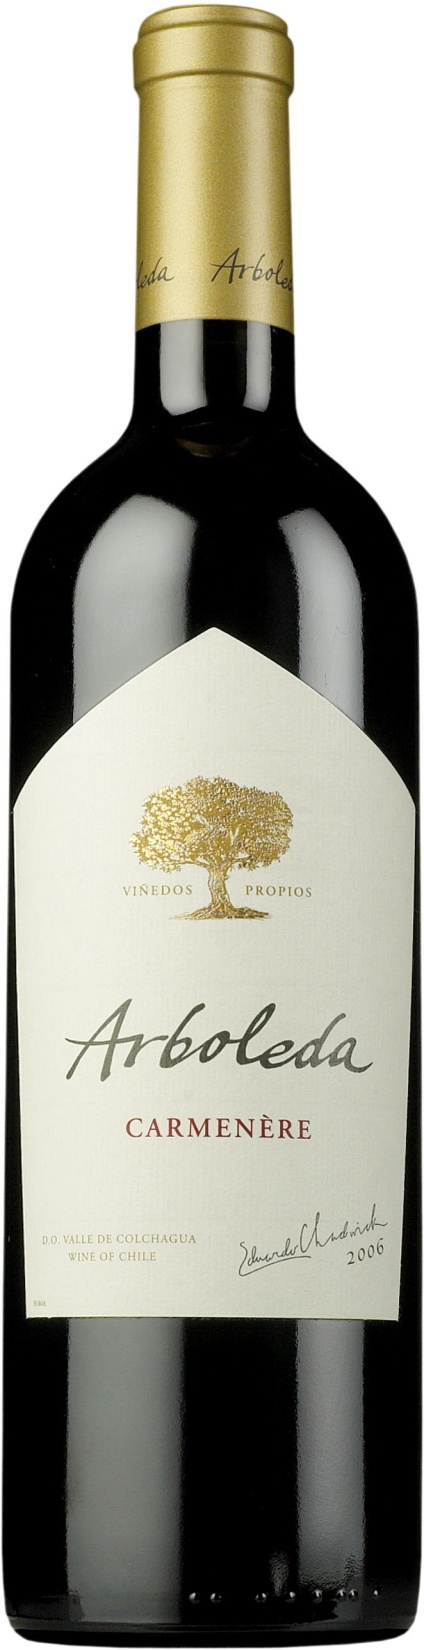 Arboleda
VIÑEDOS PROPIOS
Arboleda
CARMENÈRE
D.O. VALLE DE COLCHAGUA
WINE OF CHILE
Eduardo Chadwick
2006